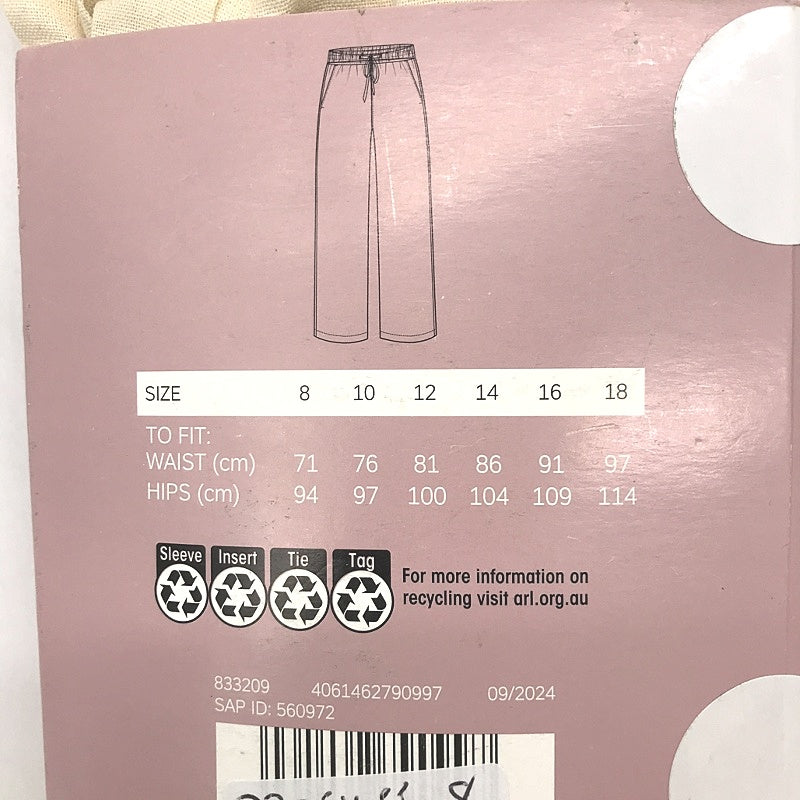 SIZE 8 10 12 14 16 18
TO FIT:
WAIST (cm) 71 76 81 86 91 97
HIPS (cm) 94 97 100 104 109 114
Sleeve Insert Tie Tag
For more information on
recycling visit arl.org.au
833209 4061462790997 09/2024
SAP ID: 560972